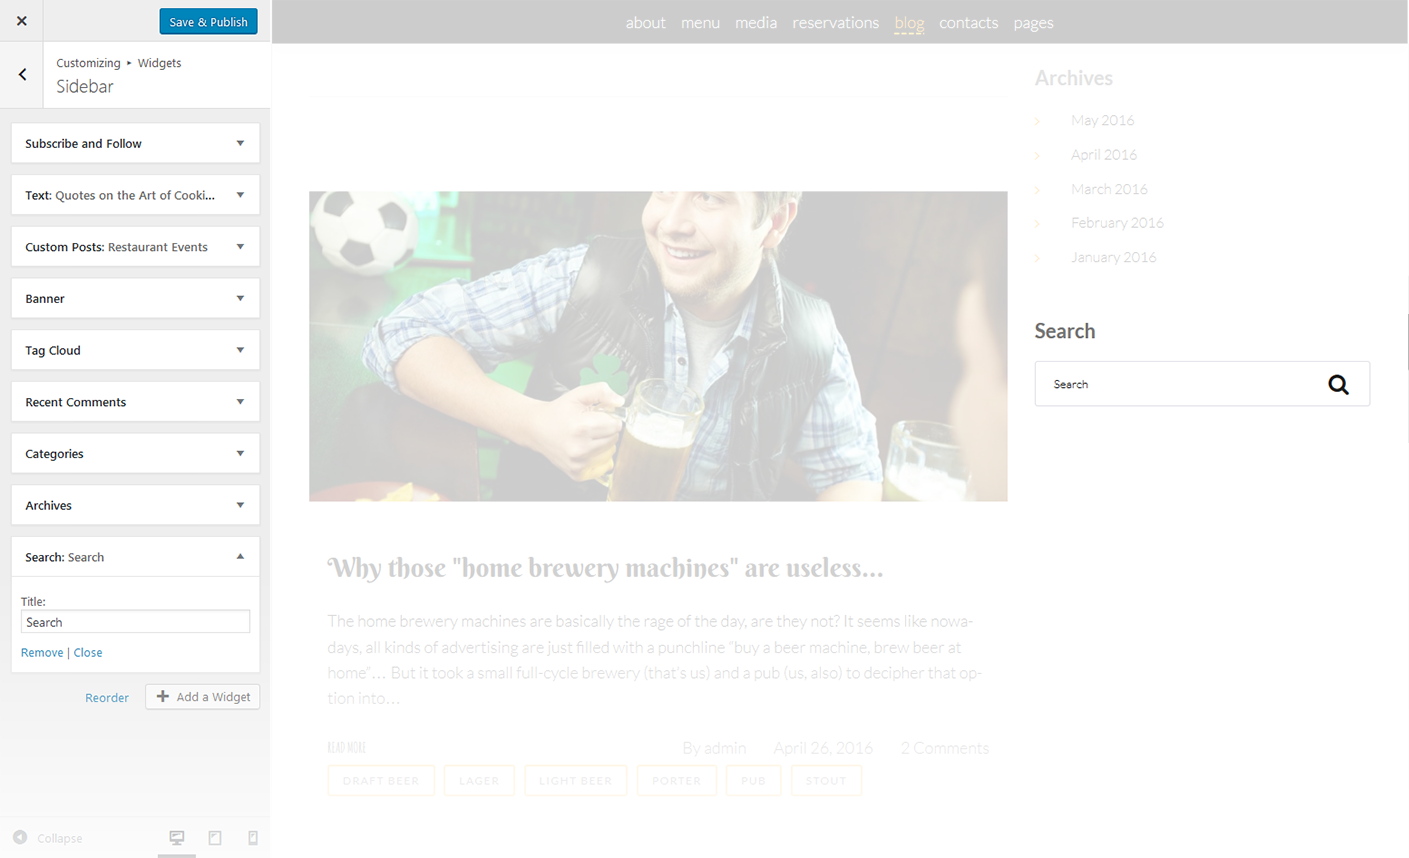 Save & Publish
Customizing ▸ Widgets
Sidebar
Subscribe and Follow
Text: Quotes on the Art of Cooki...
Custom Posts: Restaurant Events
Banner
Tag Cloud
Recent Comments
Categories
Archives
Search: Search
Title:
Search
Remove | Close
Reorder
Add a Widget
Collapse
about menu media reservations blog contacts pages
Why those "home brewery machines" are useless...
The home brewery machines are basically the rage of the day, are they not? It seems like nowa-
days, all kinds of advertising are just filled with a punchline "buy a beer machine, brew beer at
home"... But it took a small full-cycle brewery (that's us) and a pub (us, also) to decipher that op-
tion into...
READ MORE
By admin April 26, 2016 2 Comments
DRAFT BEER LAGER LIGHT BEER PORTER PUB STOUT
Archives
May 2016
April 2016
March 2016
February 2016
January 2016
Search
Search